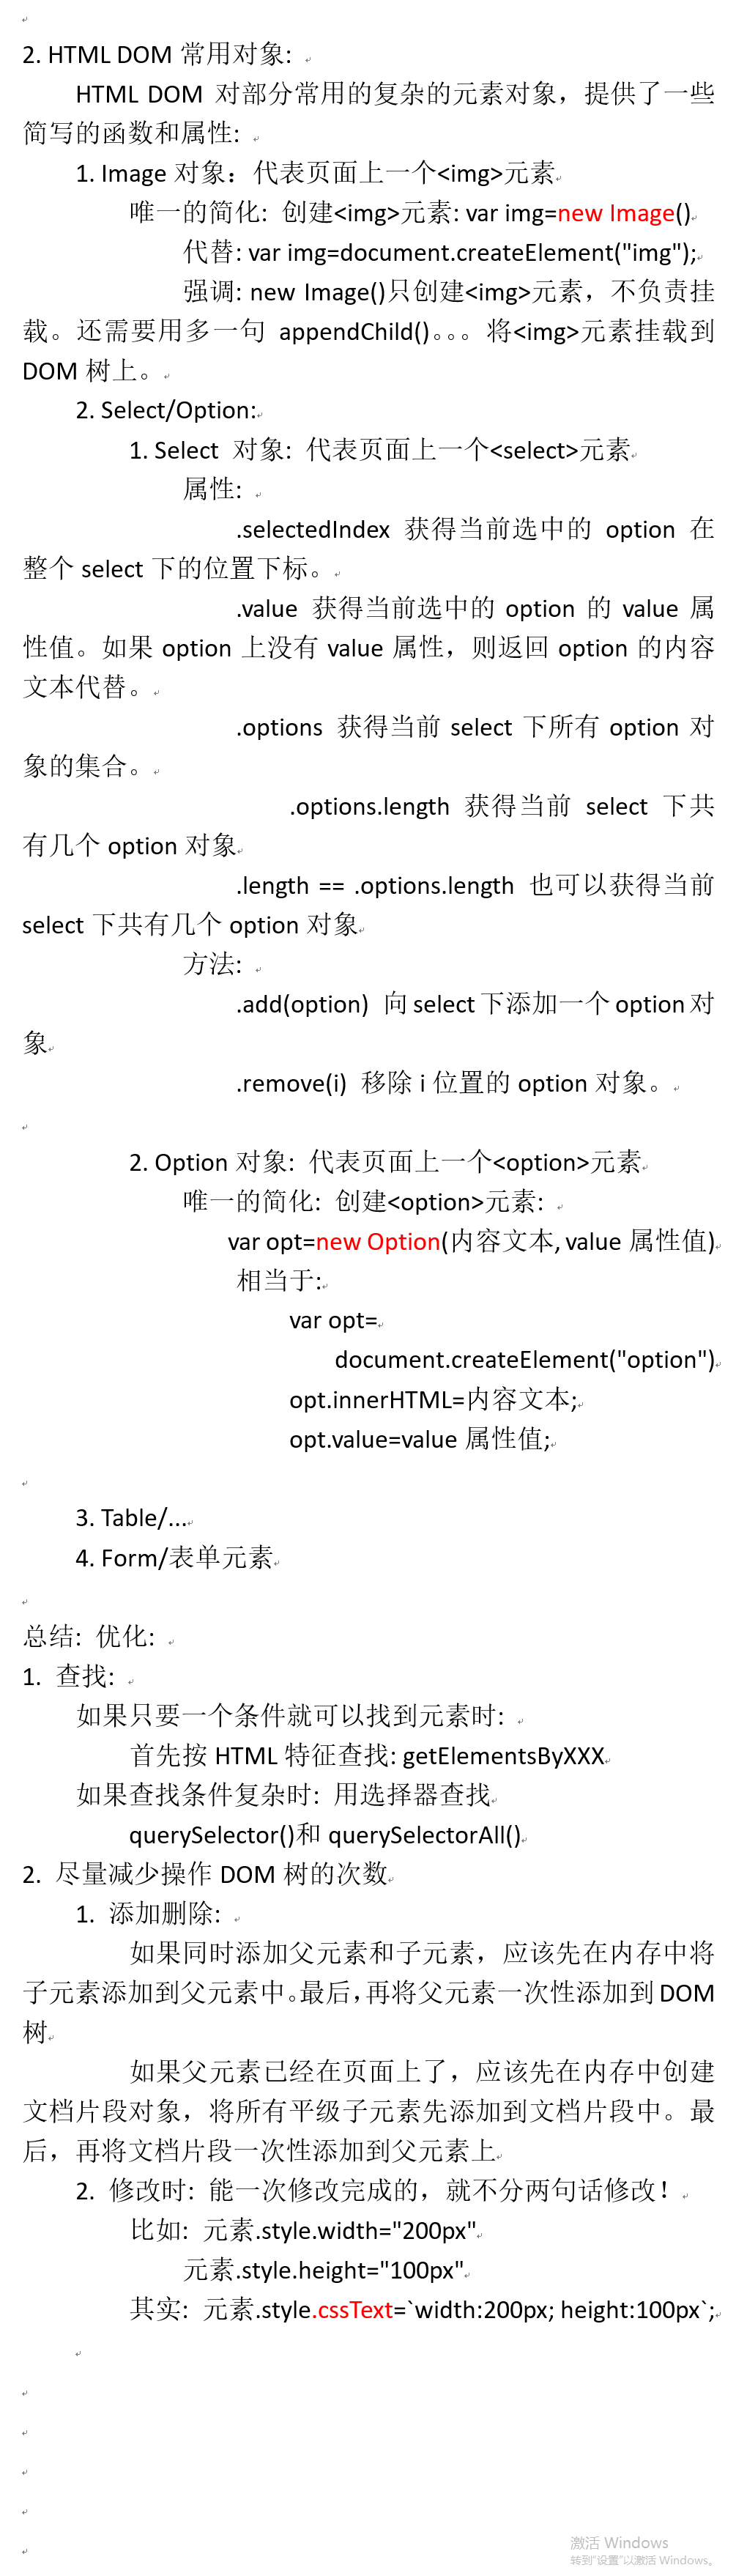 2. HTML DOM 常用对象:
HTML DOM 对部分常用的复杂的元素对象，提供了一些
简写的函数和属性:
1. Image 对象：代表页面上一个<img>元素
唯一的简化: 创建<img>元素: var img=new Image()
代替: var img=document.createElement("img");
强调: new Image()只创建<img>元素，不负责挂
载。还需要用多一句 appendChild()。。。将<img>元素挂载到
DOM 树上。
2. Select/Option:
1. Select 对象: 代表页面上一个<select>元素
属性:
.selectedIndex 获得当前选中的 option 在
整个 select 下的位置下标。
.value 获得当前选中的 option 的 value 属
性值。如果 option 上没有 value 属性，则返回 option 的内容
文本代替。
.options 获得当前 select 下所有 option 对
象的集合。
.options.length 获得当前 select 下共
有几个 option 对象
.length == .options.length 也可以获得当前
select 下共有几个 option 对象
方法:
.add(option) 向 select 下添加一个 option 对
象
.remove(i) 移除 i 位置的 option 对象。
2. Option 对象: 代表页面上一个<option>元素
唯一的简化: 创建<option>元素:
var opt=new Option(内容文本, value 属性值)
相当于:
var opt=
document.createElement("option")
opt.innerHTML=内容文本;
opt.value=value 属性值;
3. Table/...
4. Form/表单元素
总结: 优化:
1. 查找:
如果只要一个条件就可以找到元素时:
首先按 HTML 特征查找: getElementsByXXX
如果查找条件复杂时: 用选择器查找
querySelector()和 querySelectorAll()
2. 尽量减少操作 DOM 树的次数
1. 添加删除:
如果同时添加父元素和子元素，应该先在内存中将
子元素添加到父元素中。最后，再将父元素一次性添加到 DOM
树
如果父元素已经在页面上了，应该先在内存中创建
文档片段对象，将所有平级子元素先添加到文档片段中。最
后，再将文档片段一次性添加到父元素上
2. 修改时: 能一次修改完成的，就不分两句话修改！
比如: 元素.style.width="200px"
元素.style.height="100px"
其实: 元素.style.cssText=`width:200px; height:100px`;
激活 Windows
转到"设置"以激活 Windows。